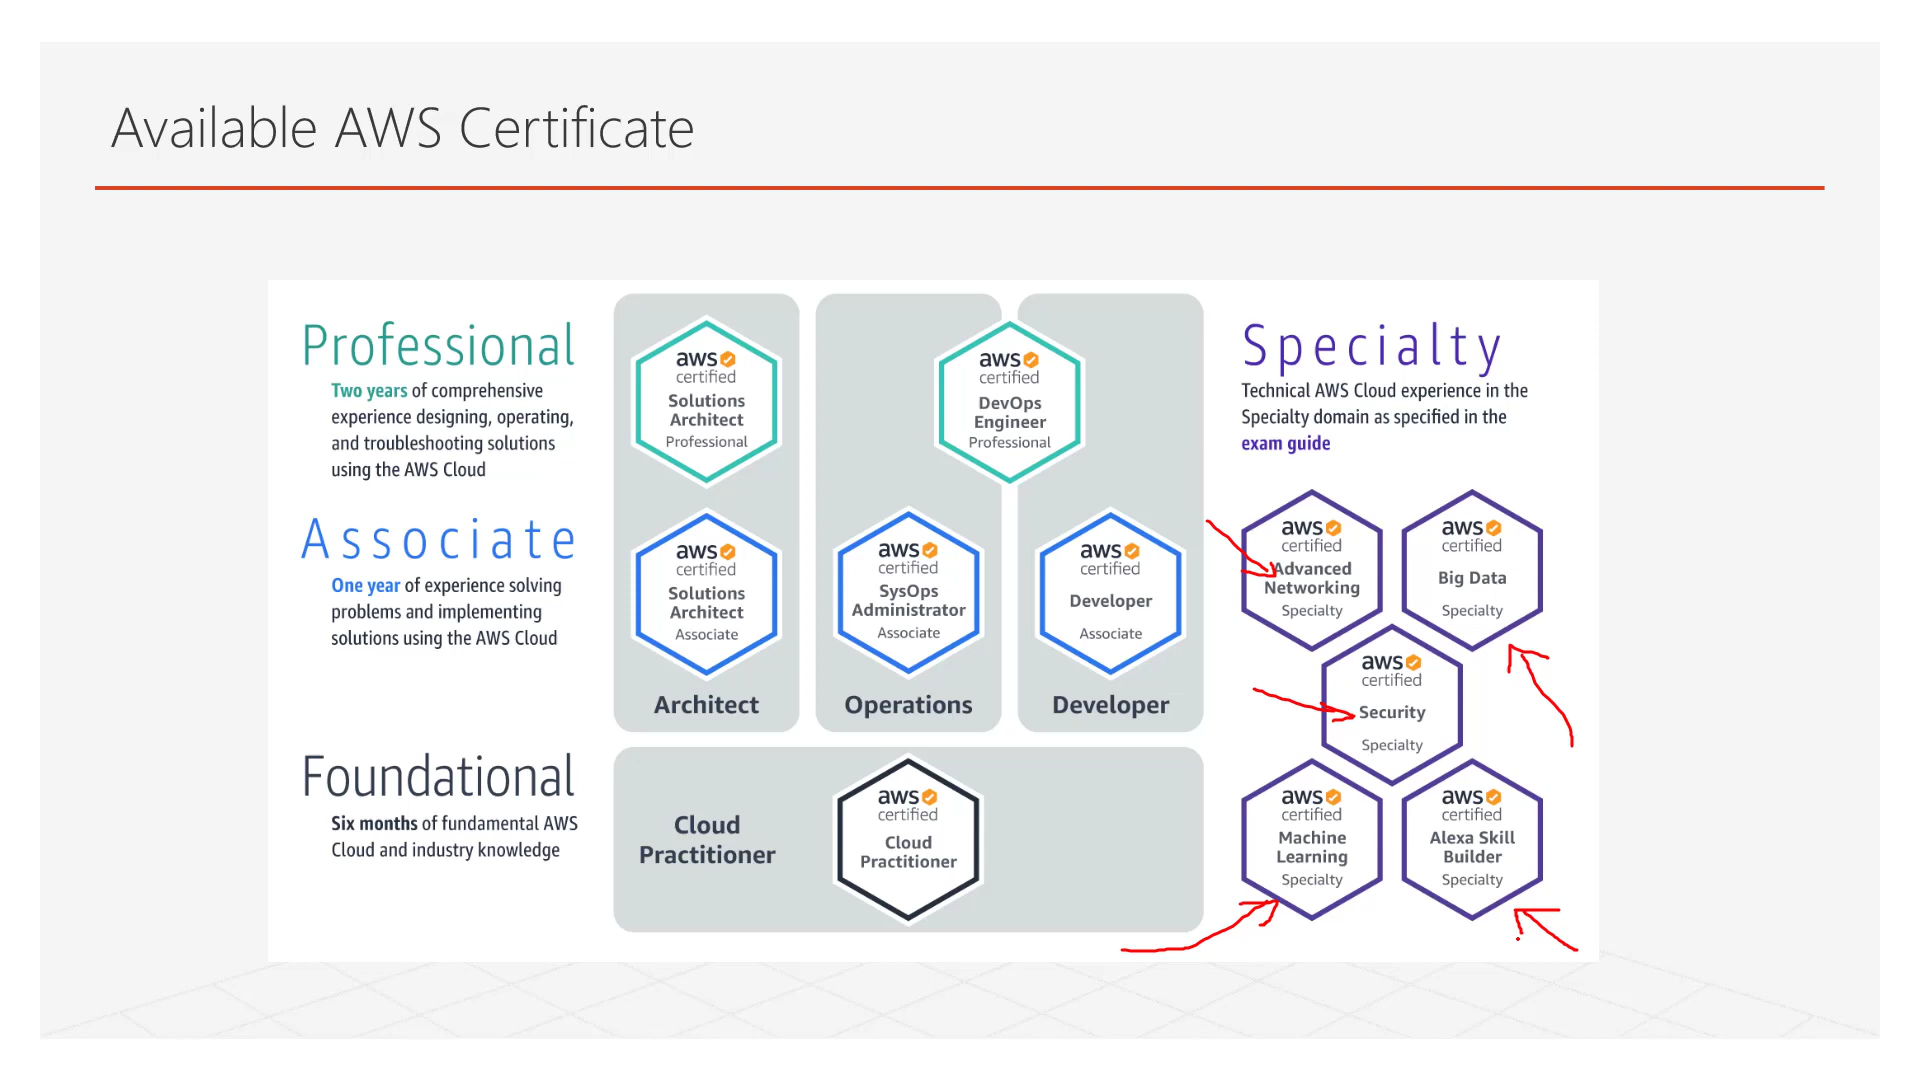 Available AWS Certificate
Professional
Two years of comprehensive
experience designing, operating,
and troubleshooting solutions
using the AWS Cloud
Associate
One year of experience solving
problems and implementing
solutions using the AWS Cloud
Foundational
Six months of fundamental AWS
Cloud and industry knowledge
aws
certified
Solutions
Architect
Professional
aws
certified
DevOps
Engineer
Professional
aws
certified
Solutions
Architect
Associate
aws
certified
SysOps
Administrator
Associate
aws
certified
Developer
Associate
Architect
Operations
Developer
Cloud
Practitioner
aws
certified
Cloud
Practitioner
Specialty
Technical AWS Cloud experience in the
Specialty domain as specified in the
exam guide
aws
certified
Advanced
Networking
Specialty
aws
certified
Big Data
Specialty
aws
certified
Security
Specialty
aws
certified
Machine
Learning
Specialty
aws
certified
Alexa Skill
Builder
Specialty